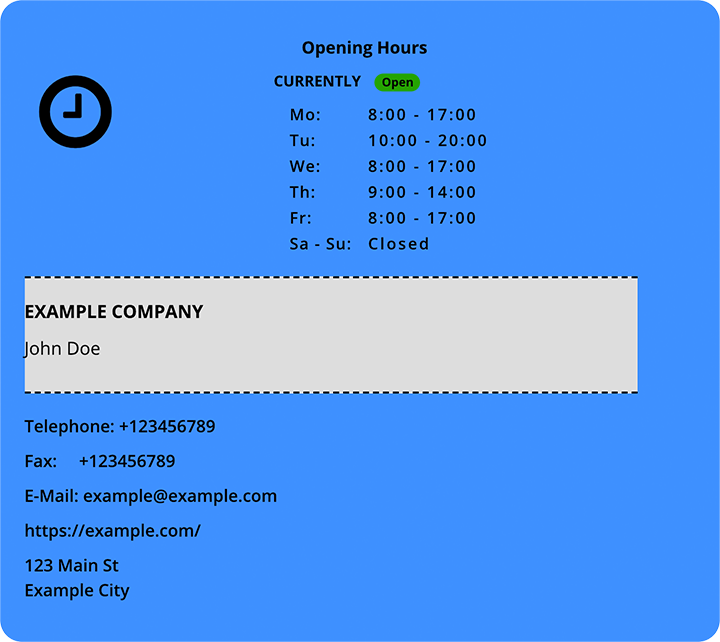 Opening Hours
CURRENTLY Open
Mo: 8:00 - 17:00
Tu: 10:00 - 20:00
We: 8:00 - 17:00
Th: 9:00 - 14:00
Fr: 8:00 - 17:00
Sa - Su: Closed
EXAMPLE COMPANY
John Doe
Telephone: +123456789
Fax: +123456789
E-Mail: example@example.com
https://example.com/
123 Main St
Example City